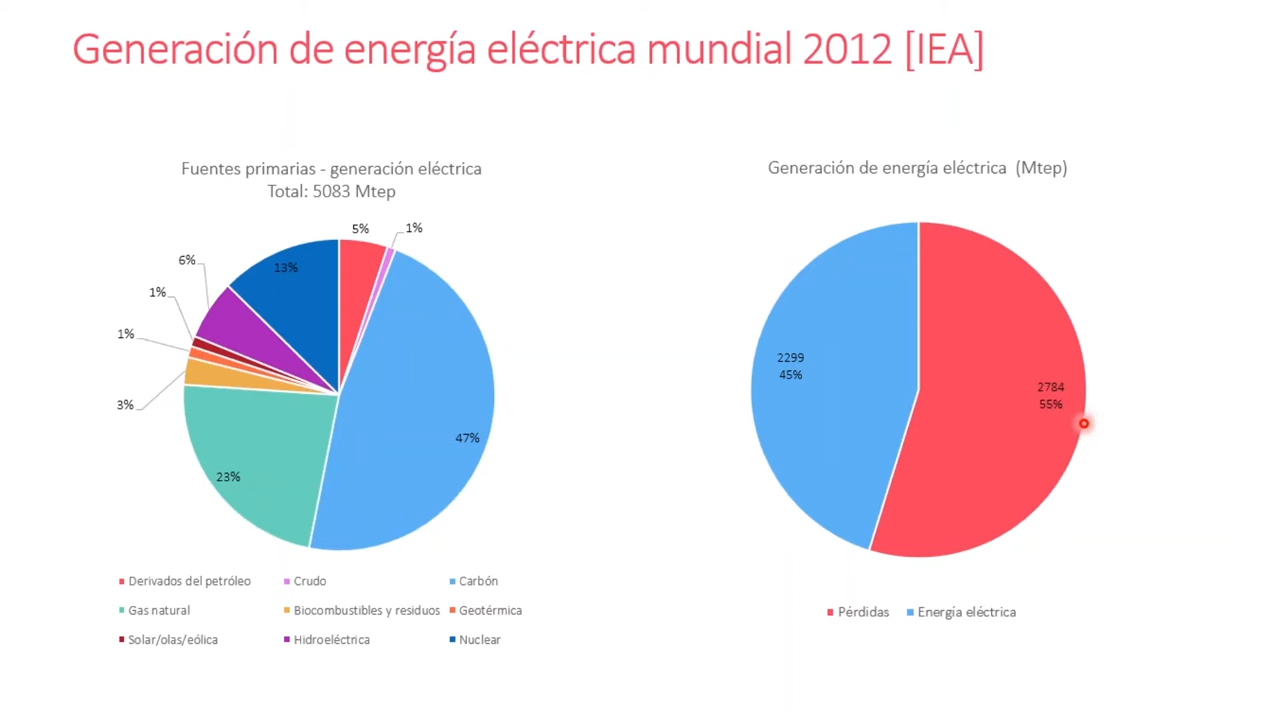 Generación de energía eléctrica mundial 2012 [IEA]
Fuentes primarias - generación eléctrica
Total: 5083 Mtep
5%
1%
13%
6%
1%
1%
3%
47%
23%
Derivados del petróleo
Crudo
Carbón
Gas natural
Biocombustibles y residuos
Geotérmica
Solar/olas/eólica
Hidroeléctrica
Nuclear
Generación de energía eléctrica (Mtep)
2299
45%
2784
55%
Pérdidas
Energía eléctrica